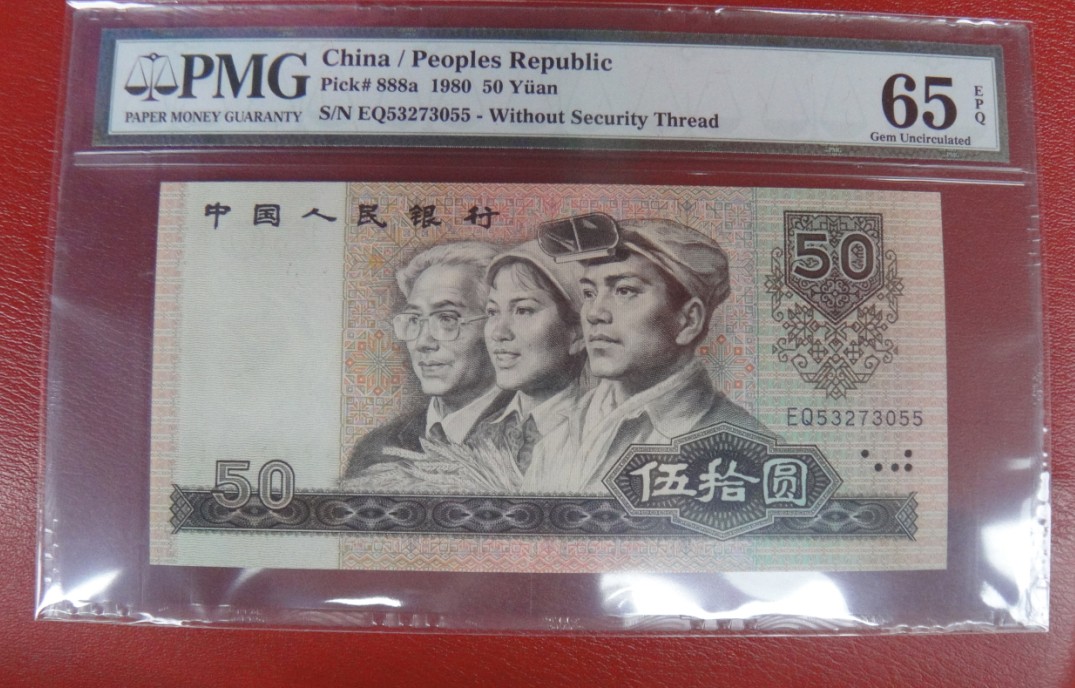 PMG
PAPER MONEY GUARANTY
China / Peoples Republic
Pick# 888a 1980 50 Yüan
S/N EQ53273055 - Without Security Thread
65
EPQ
Gem Uncirculated
中国人民银行
50
EQ53273055
50
伍拾圆